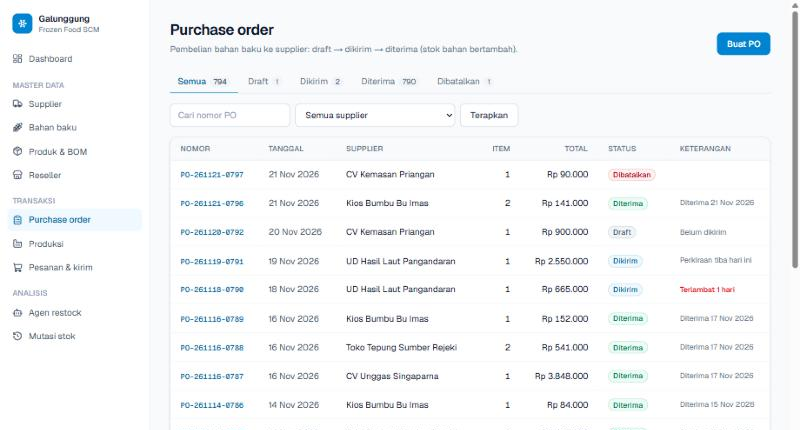 Galunggung
Frozen Food SCM
Dashboard
MASTER DATA
Supplier
Bahan baku
Produk & BOM
Reseller
TRANSAKSI
Purchase order
Produksi
Pesanan & kirim
ANALISIS
Agen restock
Mutasi stok
Purchase order
Pembelian bahan baku ke supplier: draft → dikirim → diterima (stok bahan bertambah).
Buat PO
Semua 794 Draft 1 Dikirim 2 Diterima 790 Dibatalkan 1
Cari nomor PO Semua supplier Terapkan
NOMOR TANGGAL SUPPLIER ITEM TOTAL STATUS KETERANGAN
PO-261121-0797 21 Nov 2026 CV Kemasan Priangan 1 Rp 90.000 Dibatalkan
PO-261121-0796 21 Nov 2026 Kios Bumbu Bu Imas 2 Rp 141.000 Diterima Diterima 21 Nov 2026
PO-261120-0792 20 Nov 2026 CV Kemasan Priangan 1 Rp 900.000 Draft Belum dikirim
PO-261119-0791 19 Nov 2026 UD Hasil Laut Pangandaran 1 Rp 2.550.000 Dikirim Perkiraan tiba hari ini
PO-261118-0790 18 Nov 2026 UD Hasil Laut Pangandaran 1 Rp 665.000 Dikirim Terlambat 1 hari
PO-261116-0789 16 Nov 2026 Kios Bumbu Bu Imas 1 Rp 152.000 Diterima Diterima 17 Nov 2026
PO-261116-0788 16 Nov 2026 Toko Tepung Sumber Rejeki 2 Rp 541.000 Diterima Diterima 17 Nov 2026
PO-261116-0787 16 Nov 2026 CV Unggas Singaparna 1 Rp 3.848.000 Diterima Diterima 17 Nov 2026
PO-261114-0786 14 Nov 2026 Kios Bumbu Bu Imas 1 Rp 84.000 Diterima Diterima 15 Nov 2026